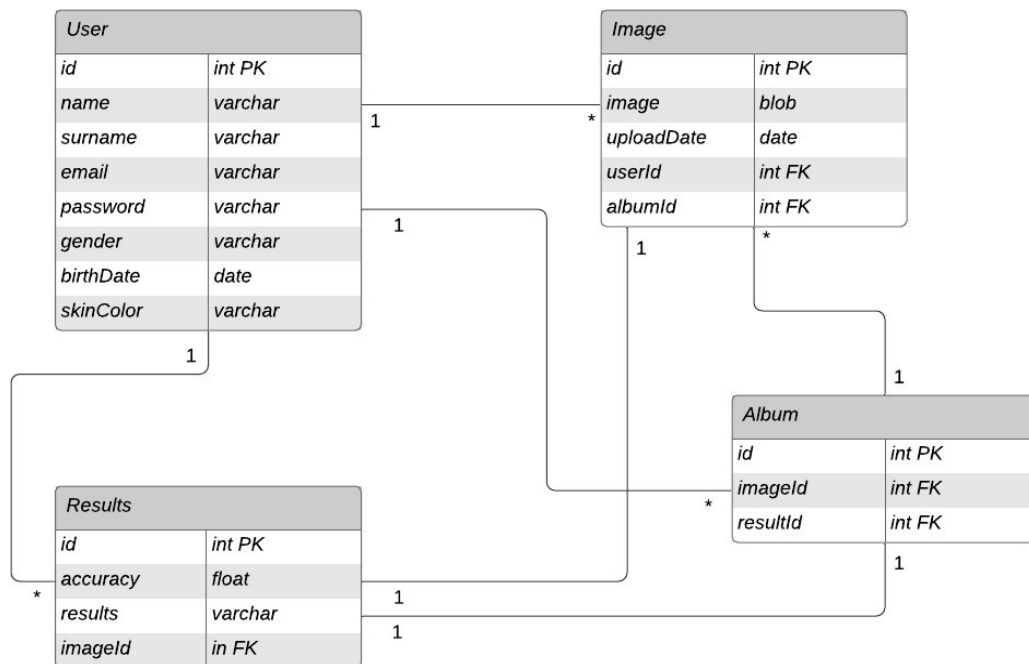 User
id int PK
name varchar
surname varchar
email varchar
password varchar
gender varchar
birthDate date
skinColor varchar
Image
id int PK
image blob
uploadDate date
userId int FK
albumId int FK
1
*
1
*
1
1
1
Album
id int PK
imageId int FK
resultId int FK
*
1
Results
id int PK
accuracy float
results varchar
imageId in FK
*
1
1